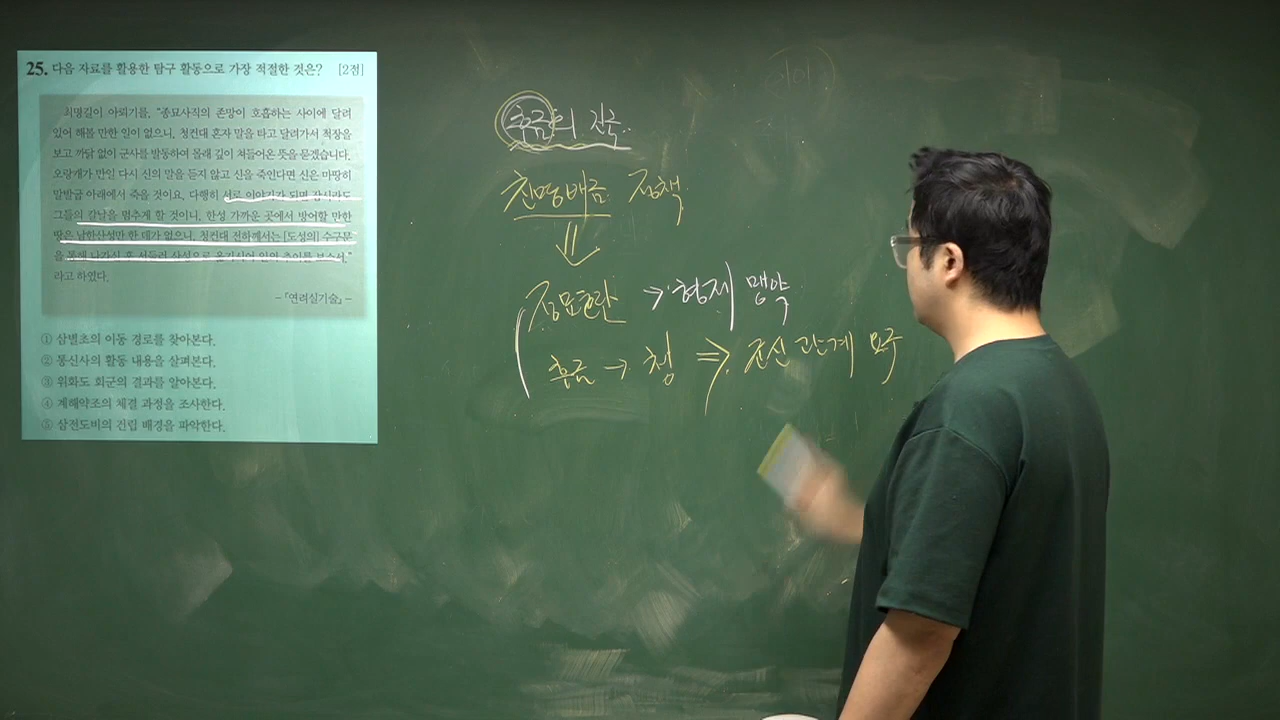 25. 다음 자료를 활용한 탐구 활동으로 가장 적절한 것은? [2점]
최명길이 아뢰기를, "종묘사직의 존망이 호흡하는 사이에 달려
있어 해볼 만한 일이 없으니, 청컨대 혼자 말을 타고 달려가서 적장을
보고 까닭 없이 군사를 발동하여 몰래 깊이 쳐들어온 뜻을 묻겠습니다.
오랑캐가 만일 다시 신의 말을 듣지 않고 신을 죽인다면 신은 마땅히
말발굽 아래에서 죽을 것이요, 다행히 서로 이야기가 되면 잠시라도
그들의 칼날을 멈추게 할 것이니, 한성 가까운 곳에서 방어할 만한
땅은 남한산성만 한 데가 없으니, 청컨대 전하께서는 [도성의] 수구문
을 통해 나가신 후 서둘러 산성으로 옮기시어 일의 추이를 보소서."
라고 하였다.
-『연려실기술』-
① 삼별초의 이동 경로를 찾아본다.
② 통신사의 활동 내용을 살펴본다.
③ 위화도 회군의 결과를 알아본다.
④ 계해약조의 체결 과정을 조사한다.
⑤ 삼전도비의 건립 배경을 파악한다.
후금의 건국
친명배금 정책
정묘호란 → 형제 맹약
후금 → 청 ⇒ 군신 관계 요구